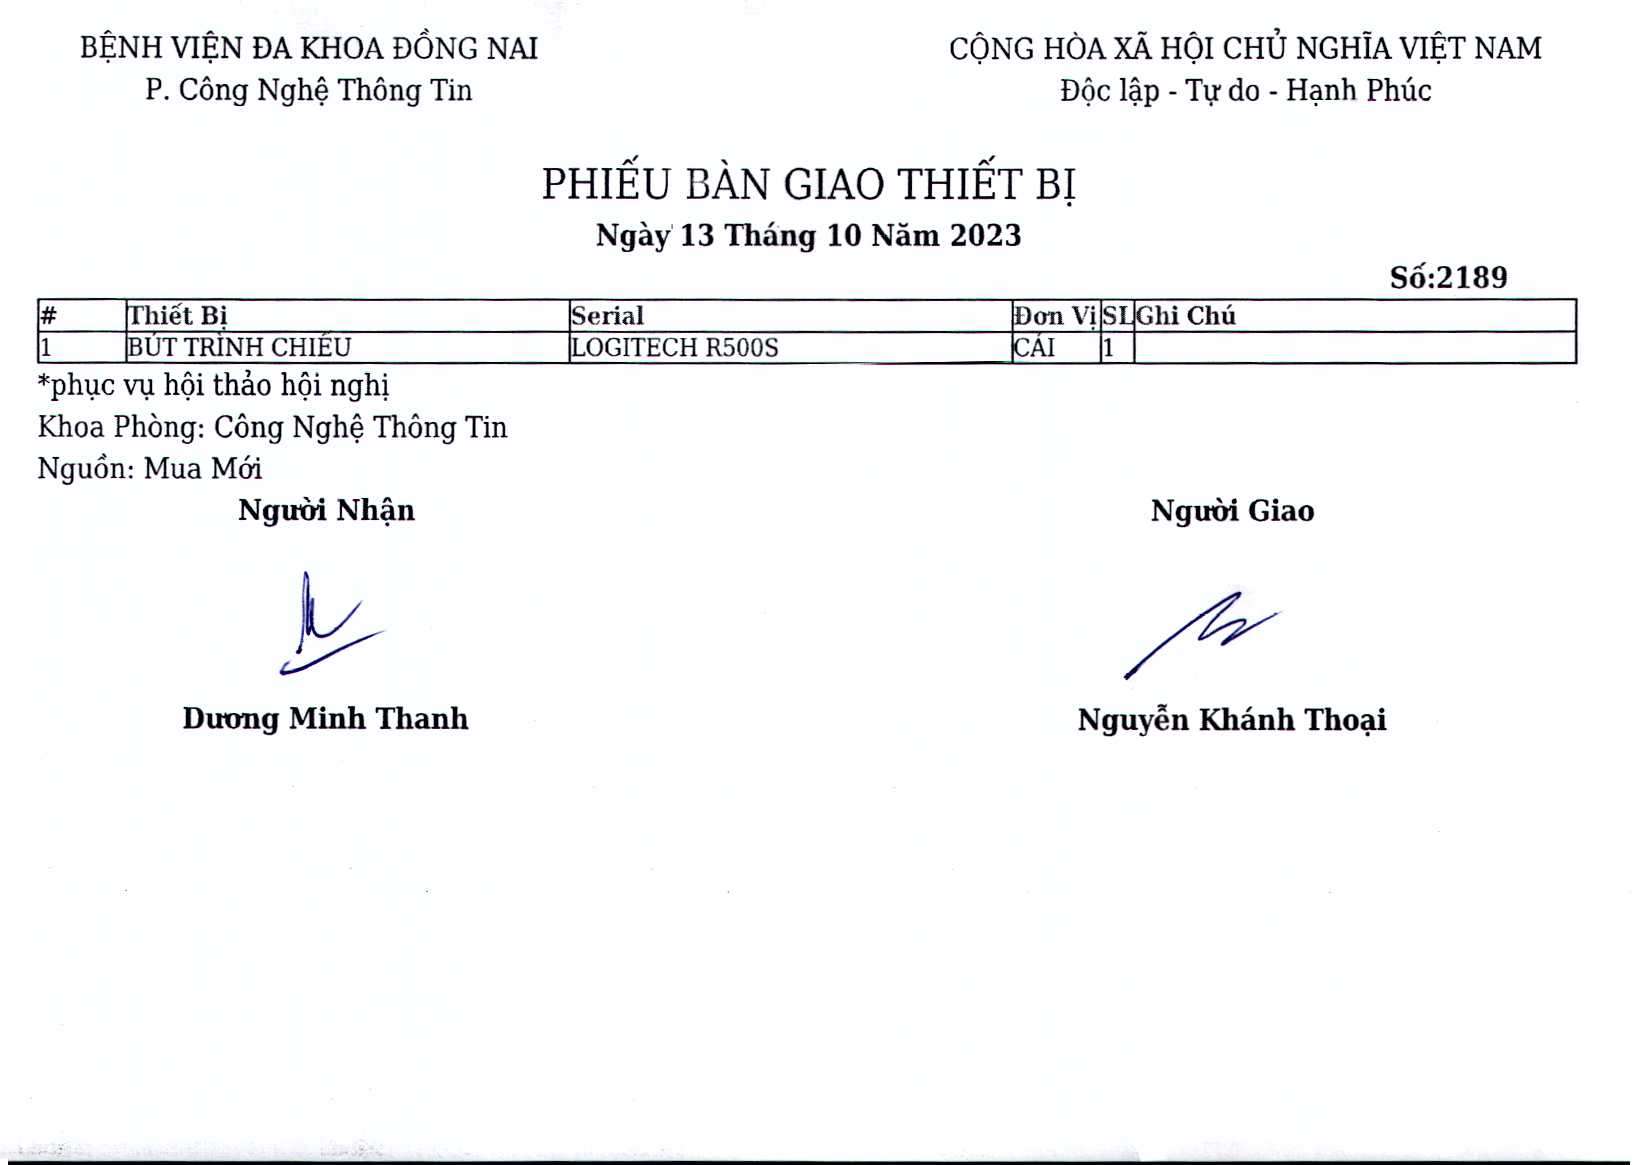 BỆNH VIỆN ĐA KHOA ĐỒNG NAI
CỘNG HÒA XÃ HỘI CHỦ NGHĨA VIỆT NAM
P. Công Nghệ Thông Tin
Độc lập - Tự do - Hạnh Phúc
PHIẾU BÀN GIAO THIẾT BỊ
Ngày 13 Tháng 10 Năm 2023
Số:2189
# Thiết Bị Serial Đơn Vị SL Ghi Chú
1 BÚT TRÌNH CHIẾU LOGITECH R500S CÁI 1
*phục vụ hội thảo hội nghị
Khoa Phòng: Công Nghệ Thông Tin
Nguồn: Mua Mới
Người Nhận Người Giao
Dương Minh Thanh Nguyễn Khánh Thoại